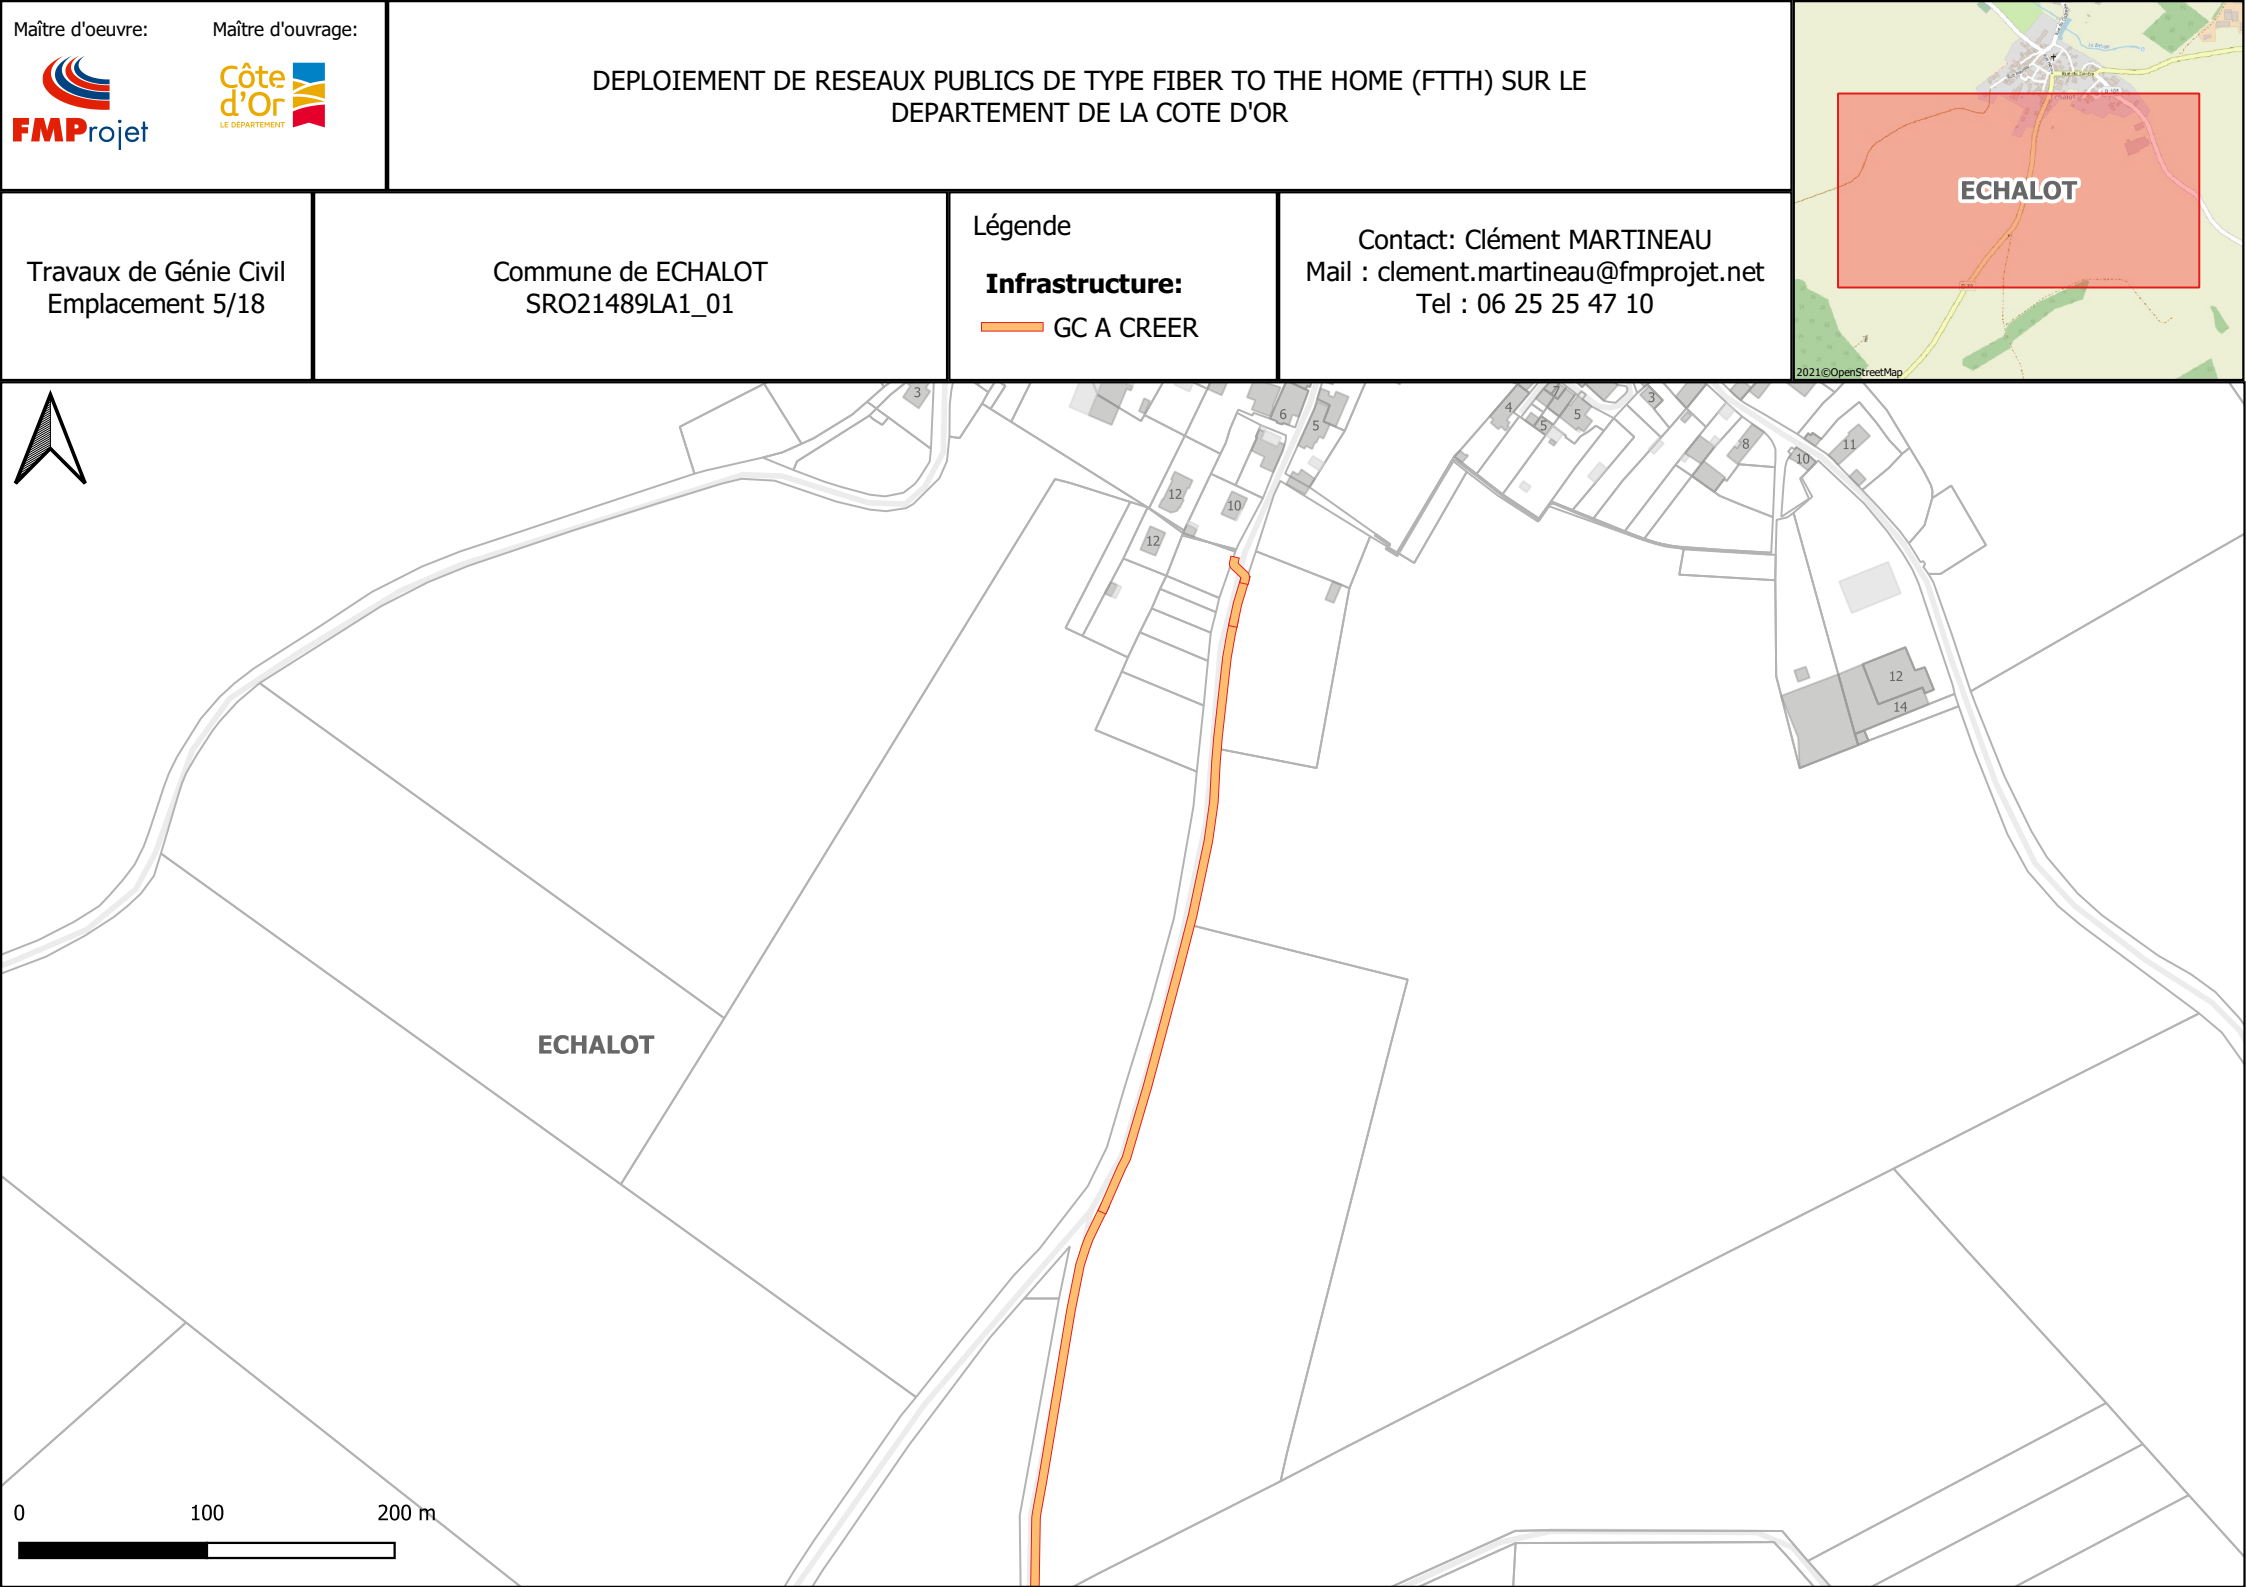 Maître d'oeuvre:
Maître d'ouvrage:
FMProjet
Côte
d'Or
LE DÉPARTEMENT
DEPLOIEMENT DE RESEAUX PUBLICS DE TYPE FIBER TO THE HOME (FTTH) SUR LE
DEPARTEMENT DE LA COTE D'OR
Travaux de Génie Civil
Emplacement 5/18
Commune de ECHALOT
SRO21489LA1_01
Légende
Infrastructure:
GC A CREER
Contact: Clément MARTINEAU
Mail : clement.martineau@fmprojet.net
Tel : 06 25 25 47 10
ECHALOT
2021©OpenStreetMap
3
6
5
12
10
12
4
7
5
5
3
8
10
11
12
14
ECHALOT
0
100
200 m